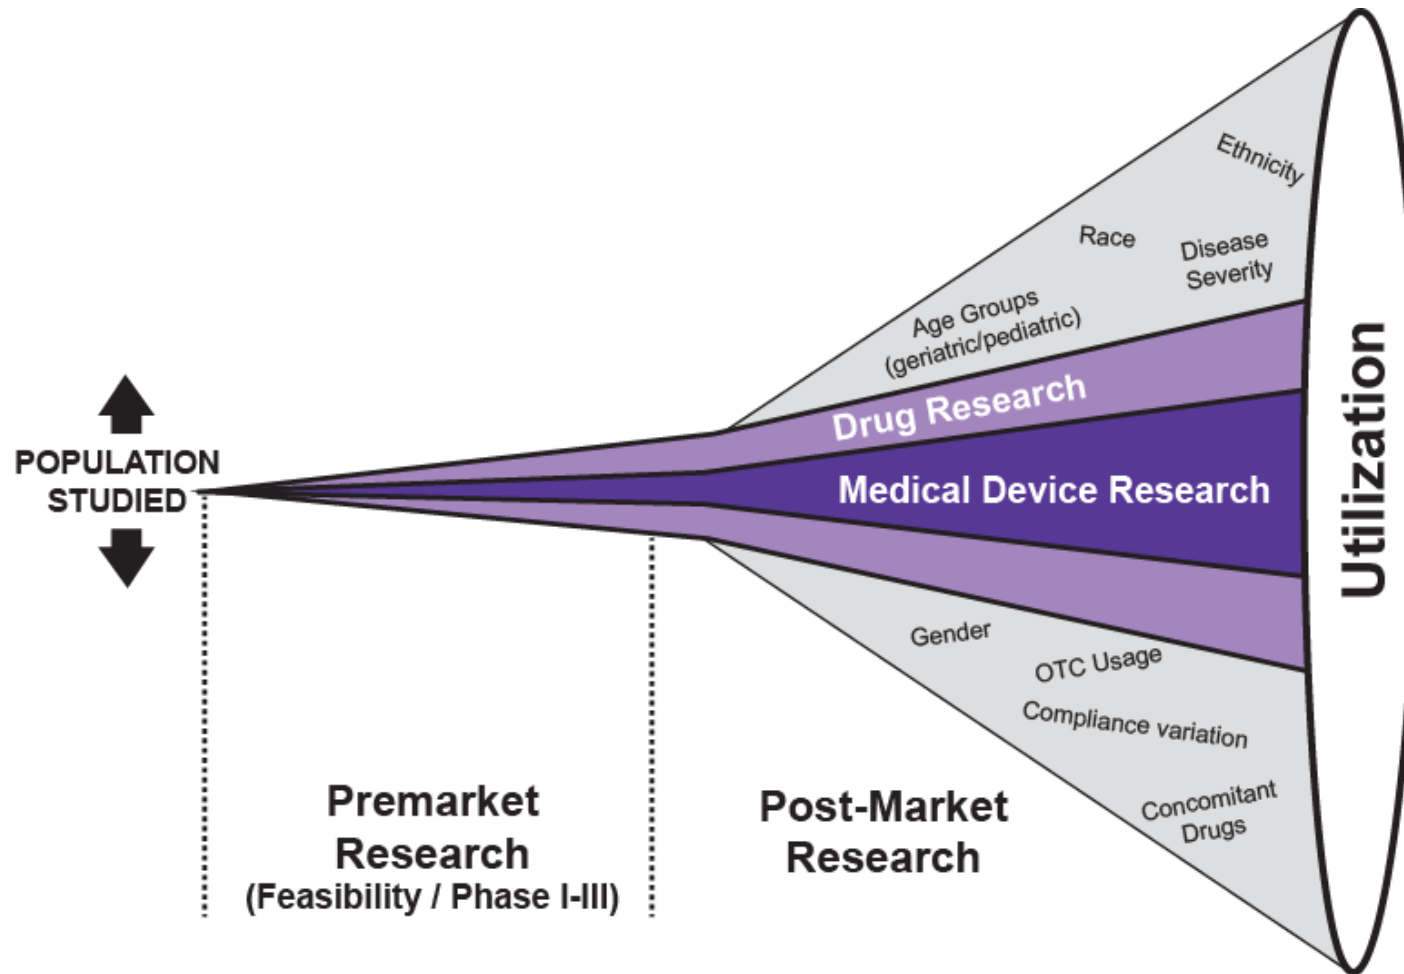 Ethnicity
Race
Disease
Severity
Age Groups
(geriatric/pediatric)
Drug Research
POPULATION
STUDIED
Medical Device Research
Utilization
Gender
OTC Usage
Compliance variation
Concomitant
Drugs
Premarket
Research
(Feasibility / Phase I-III)
Post-Market
Research